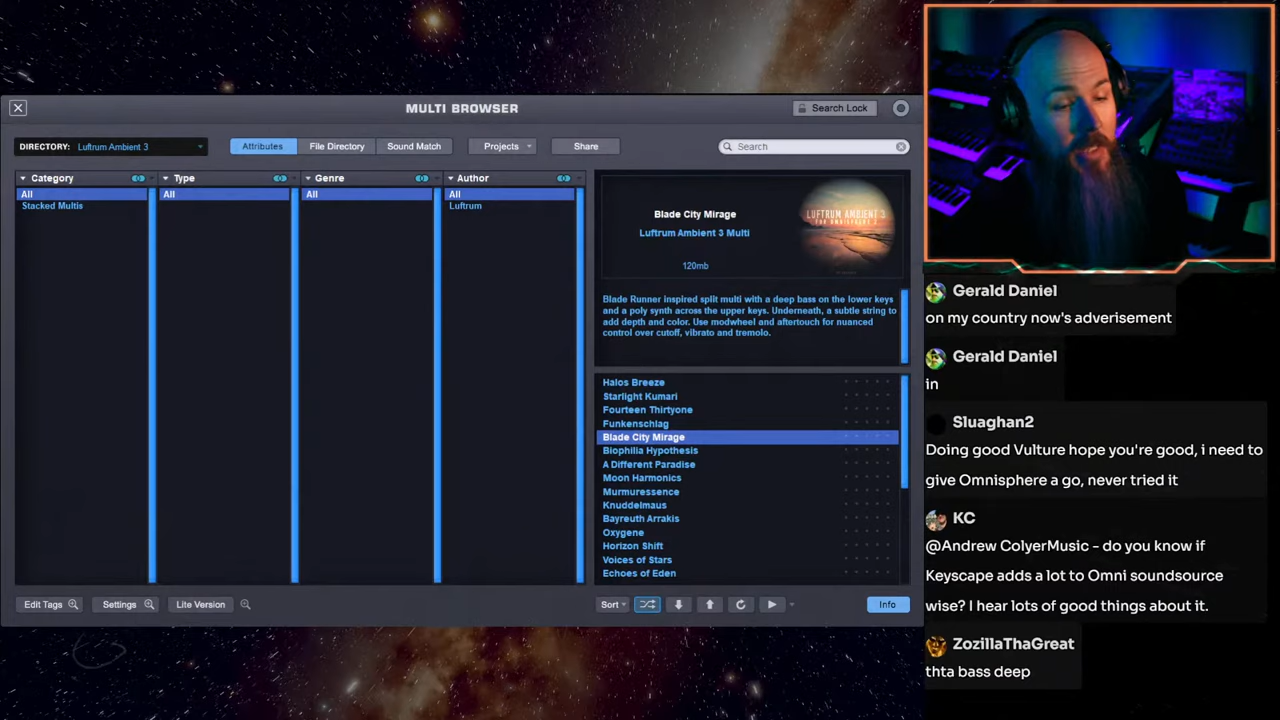 MULTI BROWSER
Search Lock
DIRECTORY: Luftrum Ambient 3
Attributes
File Directory
Sound Match
Projects
Share
Search
Category
Type
Genre
Author
All
All
All
All
Stacked Multis
Luftrum
Blade City Mirage
Luftrum Ambient 3 Multi
120mb
LUFTRUM AMBIENT 3
FOR OMNISPHERE 2
Blade Runner inspired split multi with a deep bass on the lower keys
and a poly synth across the upper keys. Underneath, a subtle string to
add depth and color. Use modwheel and aftertouch for nuanced
control over cutoff, vibrato and tremolo.
Halos Breeze
Starlight Kumari
Fourteen Thirtyone
Funkenschlag
Blade City Mirage
Biophilia Hypothesis
A Different Paradise
Moon Harmonics
Murmuressence
Knuddelmaus
Bayreuth Arrakis
Oxygene
Horizon Shift
Voices of Stars
Echoes of Eden
Edit Tags
Settings
Lite Version
Sort
Info
Gerald Daniel
on my country now's adverisement
Gerald Daniel
in
Sluaghan2
Doing good Vulture hope you're good, i need to
give Omnisphere a go, never tried it
KC
@Andrew ColyerMusic - do you know if
Keyscape adds a lot to Omni soundsource
wise? I hear lots of good things about it.
ZozillaThaGreat
thta bass deep